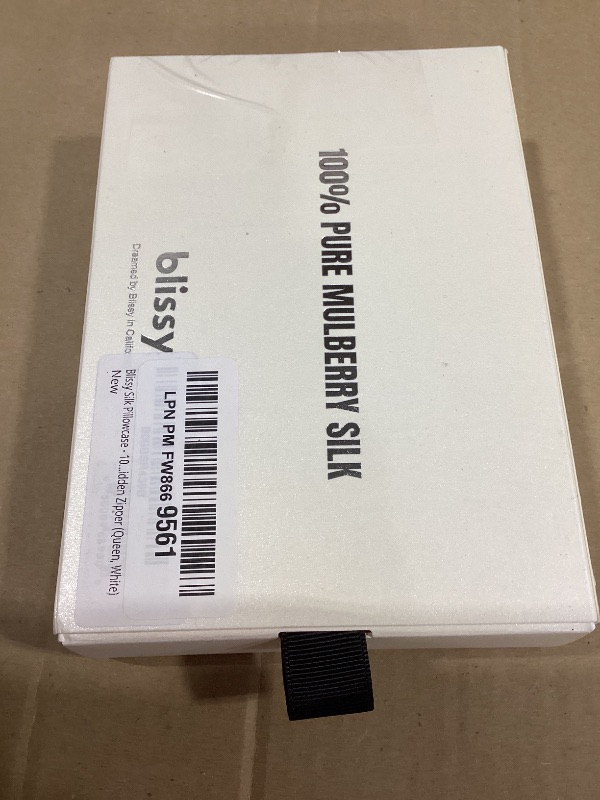 100% PURE MULBERRY SILK
blissy
Dreamed by Blissy in Califo
LPN PM FW866 9561
Blissy Silk Pillowcase - 10...idden Zipper (Queen, White)
New